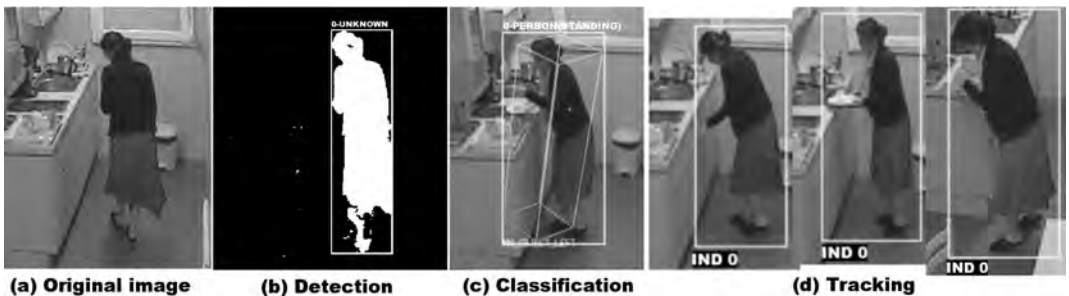 0-UNKNOWN
0-PERSON(STANDING)
IND 0
IND 0
IND 0
(a) Original image
(b) Detection
(c) Classification
(d) Tracking